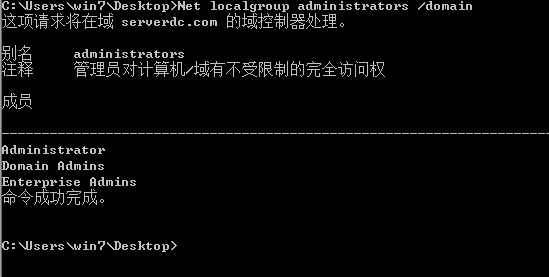 C:\Users\win7\Desktop>Net localgroup administrators /domain
这项请求将在域 serverdc.com 的域控制器处理。
别名 administrators
注释 管理员对计算机/域有不受限制的完全访问权
成员
-------------------------------------------------------------------------------
Administrator
Domain Admins
Enterprise Admins
命令成功完成。
C:\Users\win7\Desktop>